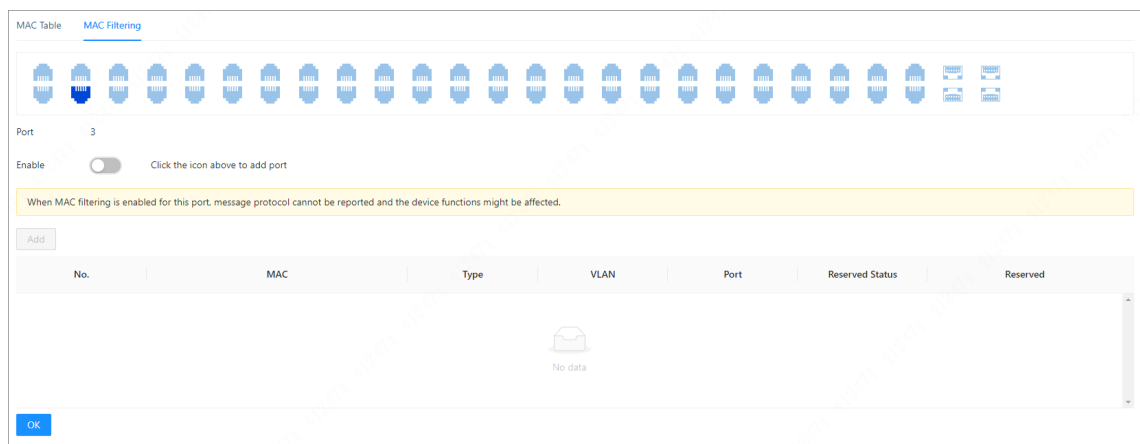 MAC Table MAC Filtering
Port 3
Enable Click the icon above to add port
When MAC filtering is enabled for this port, message protocol cannot be reported and the device functions might be affected.
Add
No. MAC Type VLAN Port Reserved Status Reserved
No data
OK